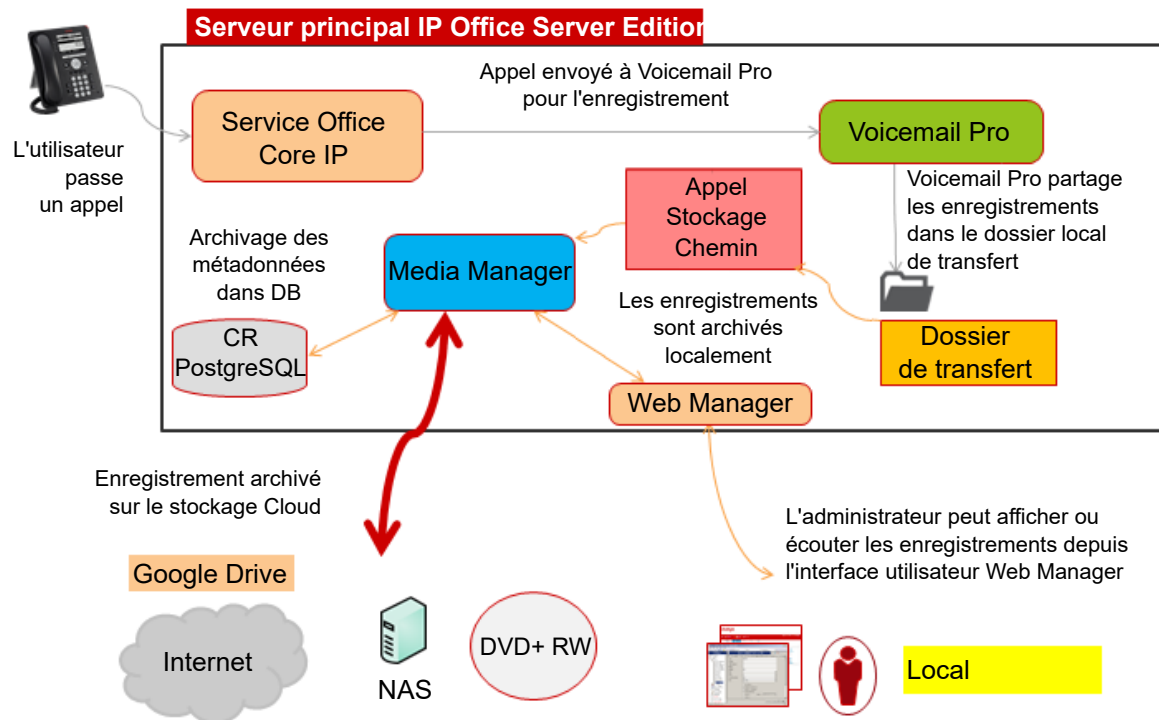 Serveur principal IP Office Server Edition
Appel envoyé à Voicemail Pro
pour l'enregistrement
L'utilisateur
passe
un appel
Service Office
Core IP
Voicemail Pro
Voicemail Pro partage
les enregistrements
dans le dossier local
de transfert
Appel
Stockage
Chemin
Archivage des
métadonnées
dans DB
Media Manager
Les enregistrements
sont archivés
localement
CR
PostgreSQL
Dossier
de transfert
Web Manager
Enregistrement archivé
sur le stockage Cloud
L'administrateur peut afficher ou
écouter les enregistrements depuis
l'interface utilisateur Web Manager
Google Drive
Internet
NAS
DVD+ RW
Local